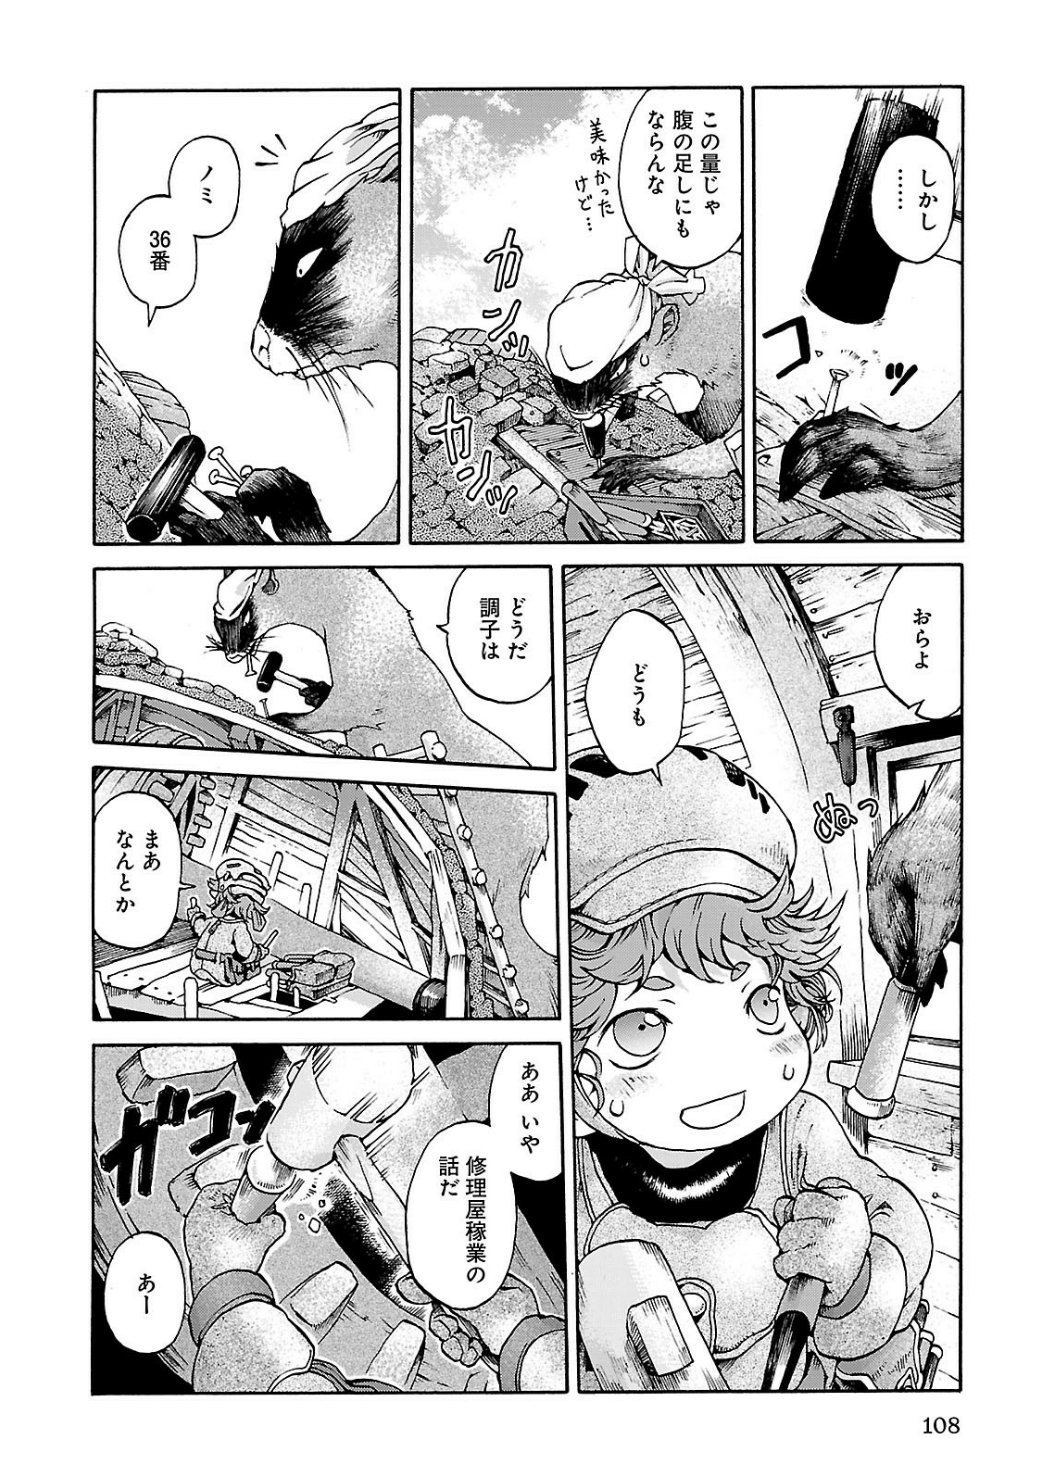 しかし
……
コッ
この量じゃ
腹の足しにも
ならんな
美味かった
けど…
カンッ
カンッ
ノミ
36番
おらよ
どうも
ぬっ
どうだ
調子は
まあ
なんとか
ああ いや
修理屋稼業の
話だ
ガコッ
あー
108